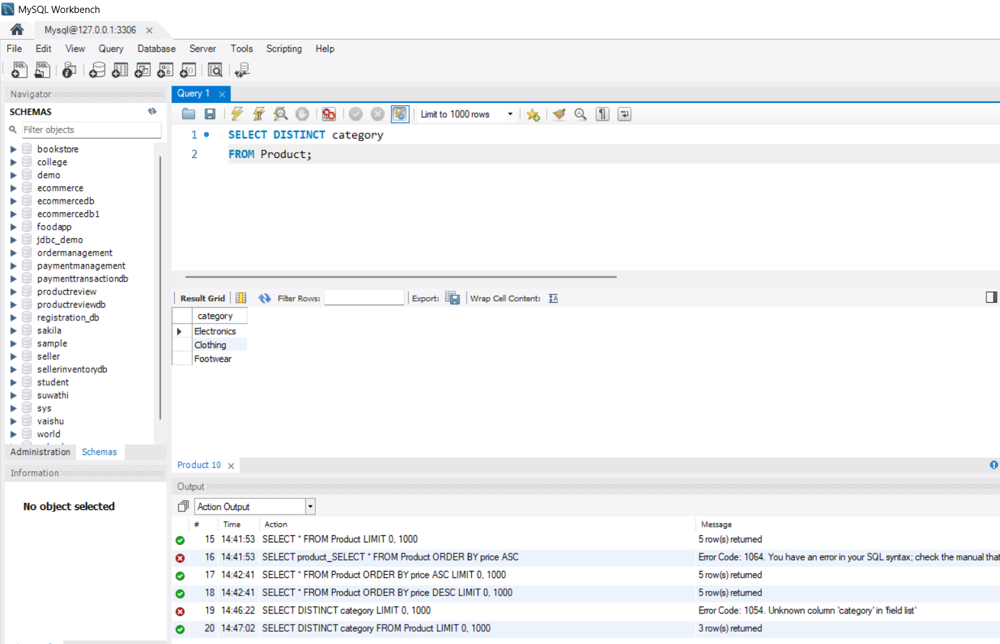 MySQL Workbench
Mysql@127.0.0.1:3306
File Edit View Query Database Server Tools Scripting Help
Navigator
SCHEMAS
Filter objects
bookstore
college
demo
ecommerce
ecommercedb
ecommercedb1
foodapp
jdbc_demo
ordermanagement
paymentmanagement
paymenttransactiondb
productreview
productreviewdb
registration_db
sakila
sample
seller
sellerinventorydb
student
suwathi
sys
vaishu
world
Administration Schemas
Information
No object selected
Query 1
Limit to 1000 rows
1 SELECT DISTINCT category
2 FROM Product;
Result Grid Filter Rows: Export: Wrap Cell Content:
category
Electronics
Clothing
Footwear
Product 10
Output
Action Output
# Time Action Message
15 14:41:53 SELECT * FROM Product LIMIT 0, 1000 5 row(s) returned
16 14:41:53 SELECT product_SELECT * FROM Product ORDER BY price ASC Error Code: 1064. You have an error in your SQL syntax; check the manual that
17 14:42:41 SELECT * FROM Product ORDER BY price ASC LIMIT 0, 1000 5 row(s) returned
18 14:42:41 SELECT * FROM Product ORDER BY price DESC LIMIT 0, 1000 5 row(s) returned
19 14:46:22 SELECT DISTINCT category LIMIT 0, 1000 Error Code: 1054. Unknown column 'category' in 'field list'
20 14:47:02 SELECT DISTINCT category FROM Product LIMIT 0, 1000 3 row(s) returned